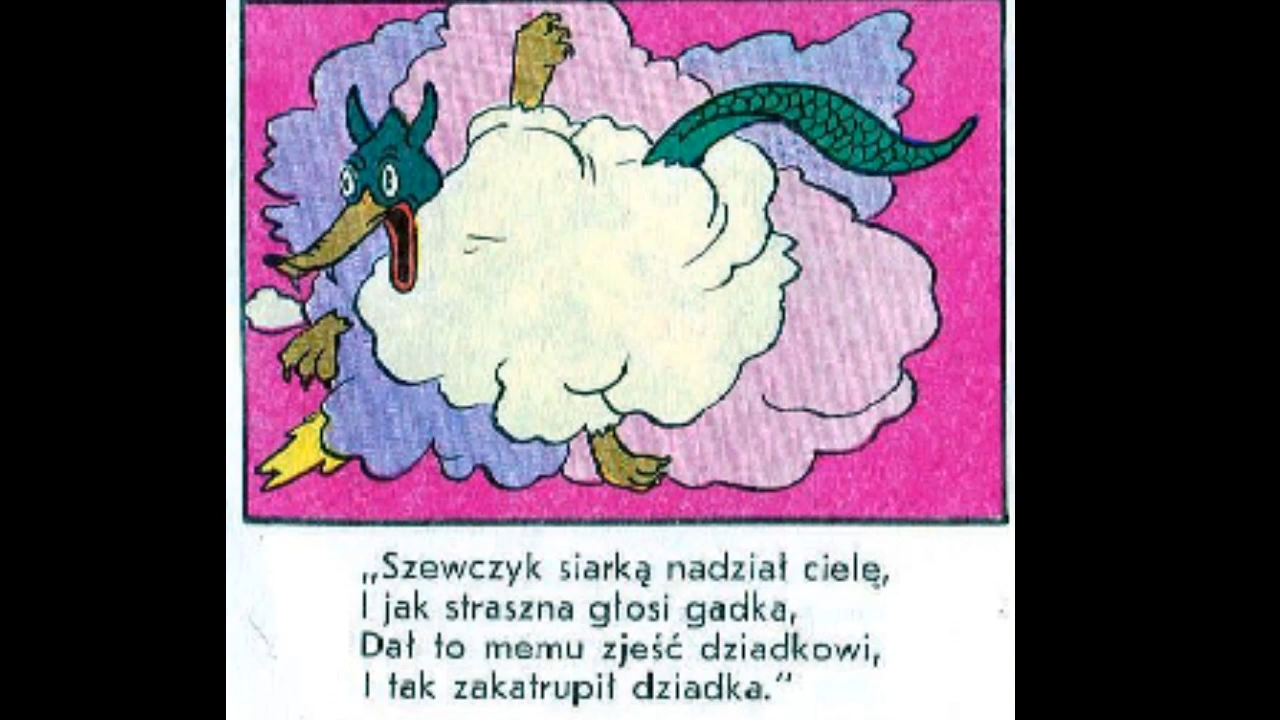 „Szewczyk siarką nadział cielę,
I jak straszna głosi gadka,
Dał to memu zjeść dziadkowi,
I tak zakatrupił dziadka.”